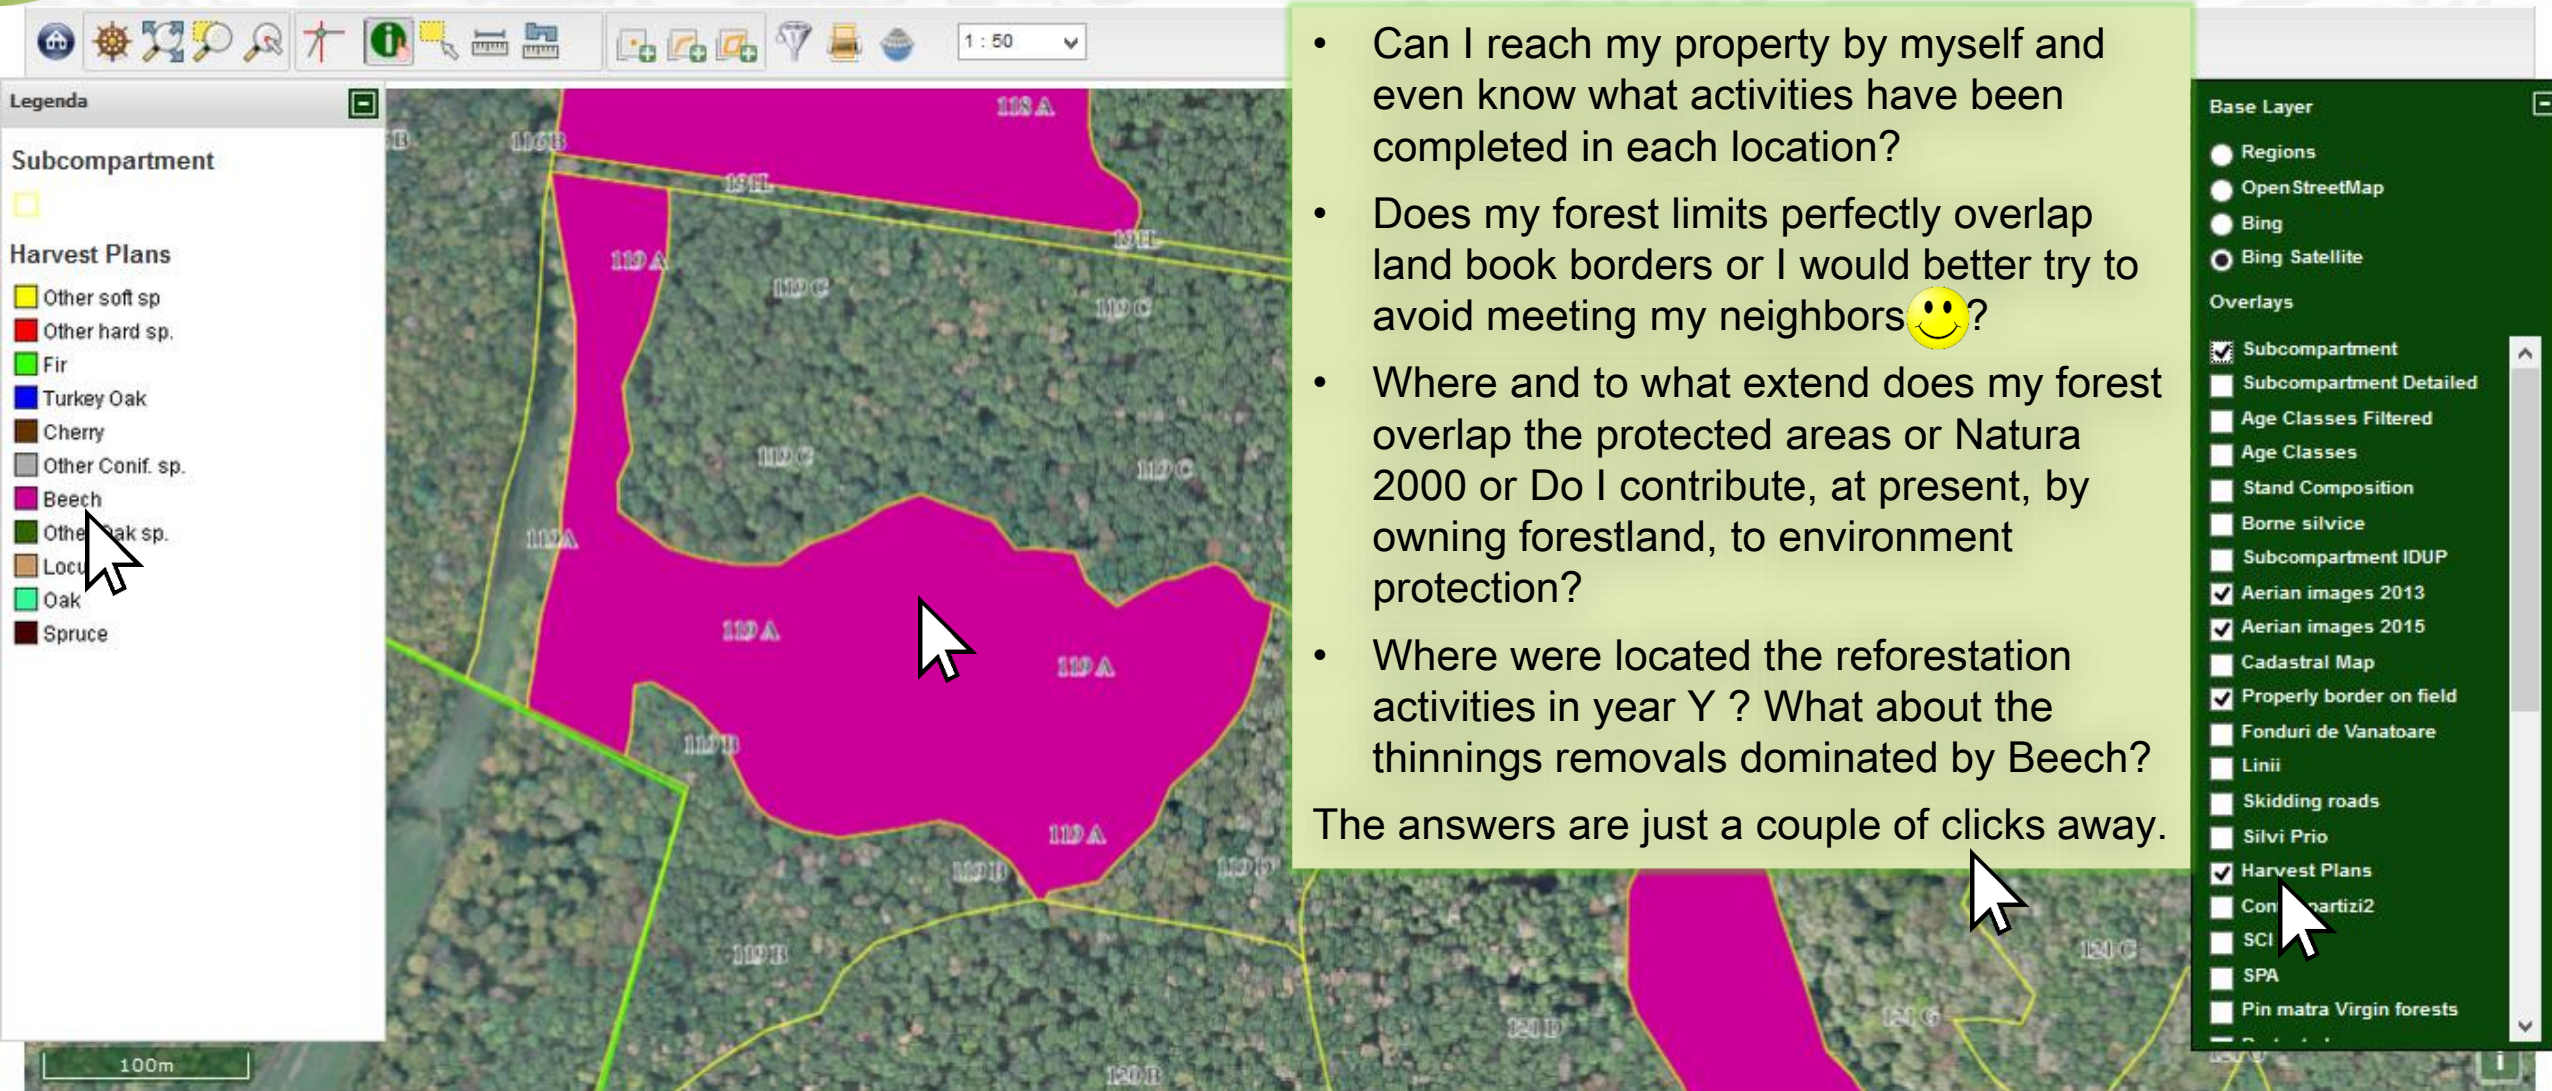 1 : 50
Legenda
Subcompartment
Harvest Plans
Other soft sp
Other hard sp.
Fir
Turkey Oak
Cherry
Other Conif. sp.
Beech
sp.
Oak
Spruce
118 A
116 B
B
191L
191L
119 A
119 C
119 C
119 C
119 C
119A
119 A
119 A
119 B
119 A
119 B
119 D
119 B
121 C
121 D
121 G
120 B
100m
• Can I reach my property by myself and
even know what activities have been
completed in each location?
• Does my forest limits perfectly overlap
land book borders or I would better try to
avoid meeting my neighbors ?
• Where and to what extend does my forest
overlap the protected areas or Natura
2000 or Do I contribute, at present, by
owning forestland, to environment
protection?
• Where were located the reforestation
activities in year Y ? What about the
thinnings removals dominated by Beech?
The answers are just a couple of clicks away.
Base Layer
Regions
OpenStreetMap
Bing
Bing Satellite
Overlays
Subcompartment
Subcompartment Detailed
Age Classes Filtered
Age Classes
Stand Composition
Borne silvice
Subcompartment IDUP
Aerian images 2013
Aerian images 2015
Cadastral Map
Properly border on field
Fonduri de Vanatoare
Linii
Skidding roads
Silvi Prio
Harvest Plans
SCI
SPA
Pin matra Virgin forests
i